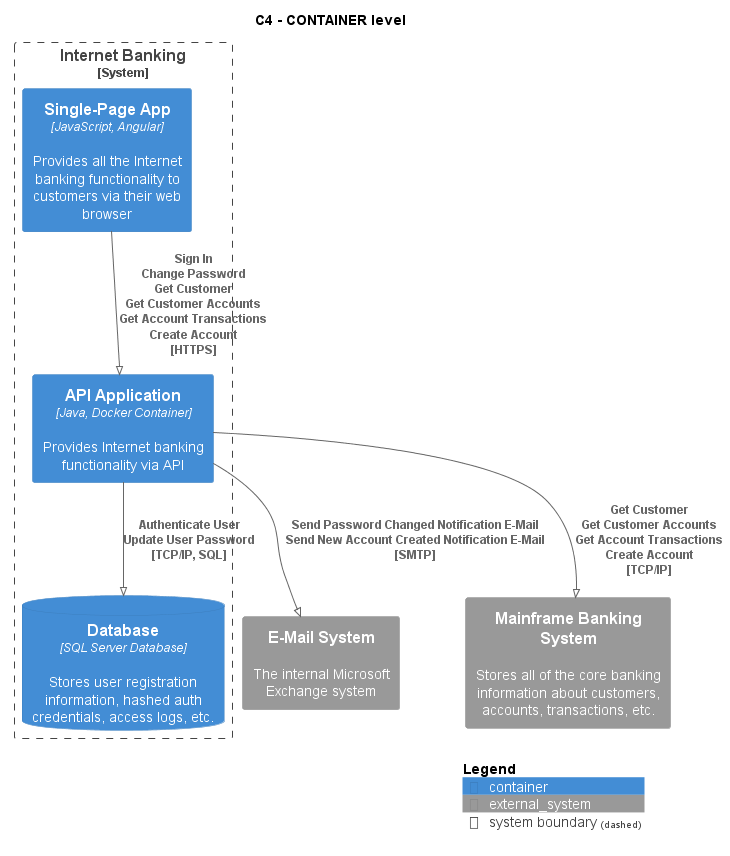 C4 - CONTAINER level
Internet Banking
[System]
Single-Page App
[JavaScript, Angular]
Provides all the Internet
banking functionality to
customers via their web
browser
Sign In
Change Password
Get Customer
Get Customer Accounts
Get Account Transactions
Create Account
[HTTPS]
API Application
[Java, Docker Container]
Provides Internet banking
functionality via API
Authenticate User
Update User Password
[TCP/IP, SQL]
Send Password Changed Notification E-Mail
Send New Account Created Notification E-Mail
[SMTP]
Get Customer
Get Customer Accounts
Get Account Transactions
Create Account
[TCP/IP]
Database
[SQL Server Database]
Stores user registration
information, hashed auth
credentials, access logs, etc.
E-Mail System
The internal Microsoft
Exchange system
Mainframe Banking
System
Stores all of the core banking
information about customers,
accounts, transactions, etc.
Legend
container
external_system
system boundary (dashed)